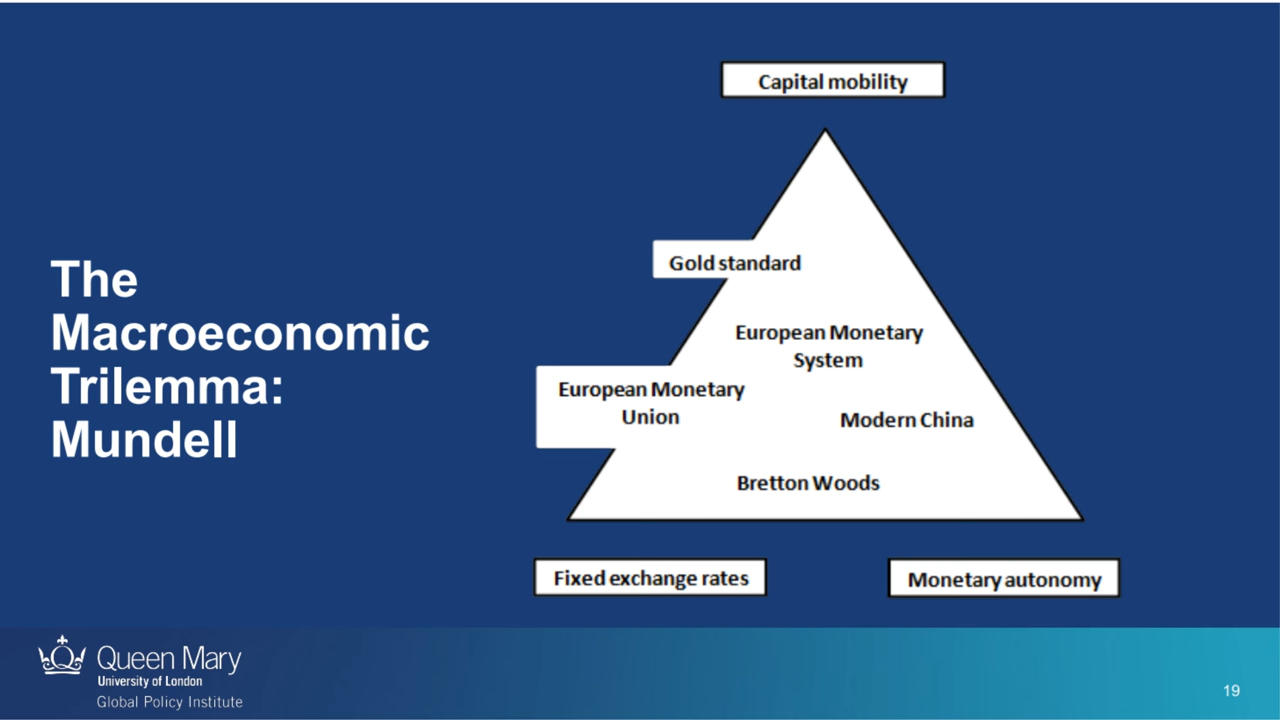 The
Macroeconomic
Trilemma:
Mundell
Capital mobility
Gold standard
European Monetary
System
European Monetary
Union
Modern China
Bretton Woods
Fixed exchange rates
Monetary autonomy
Queen Mary
University of London
Global Policy Institute
19